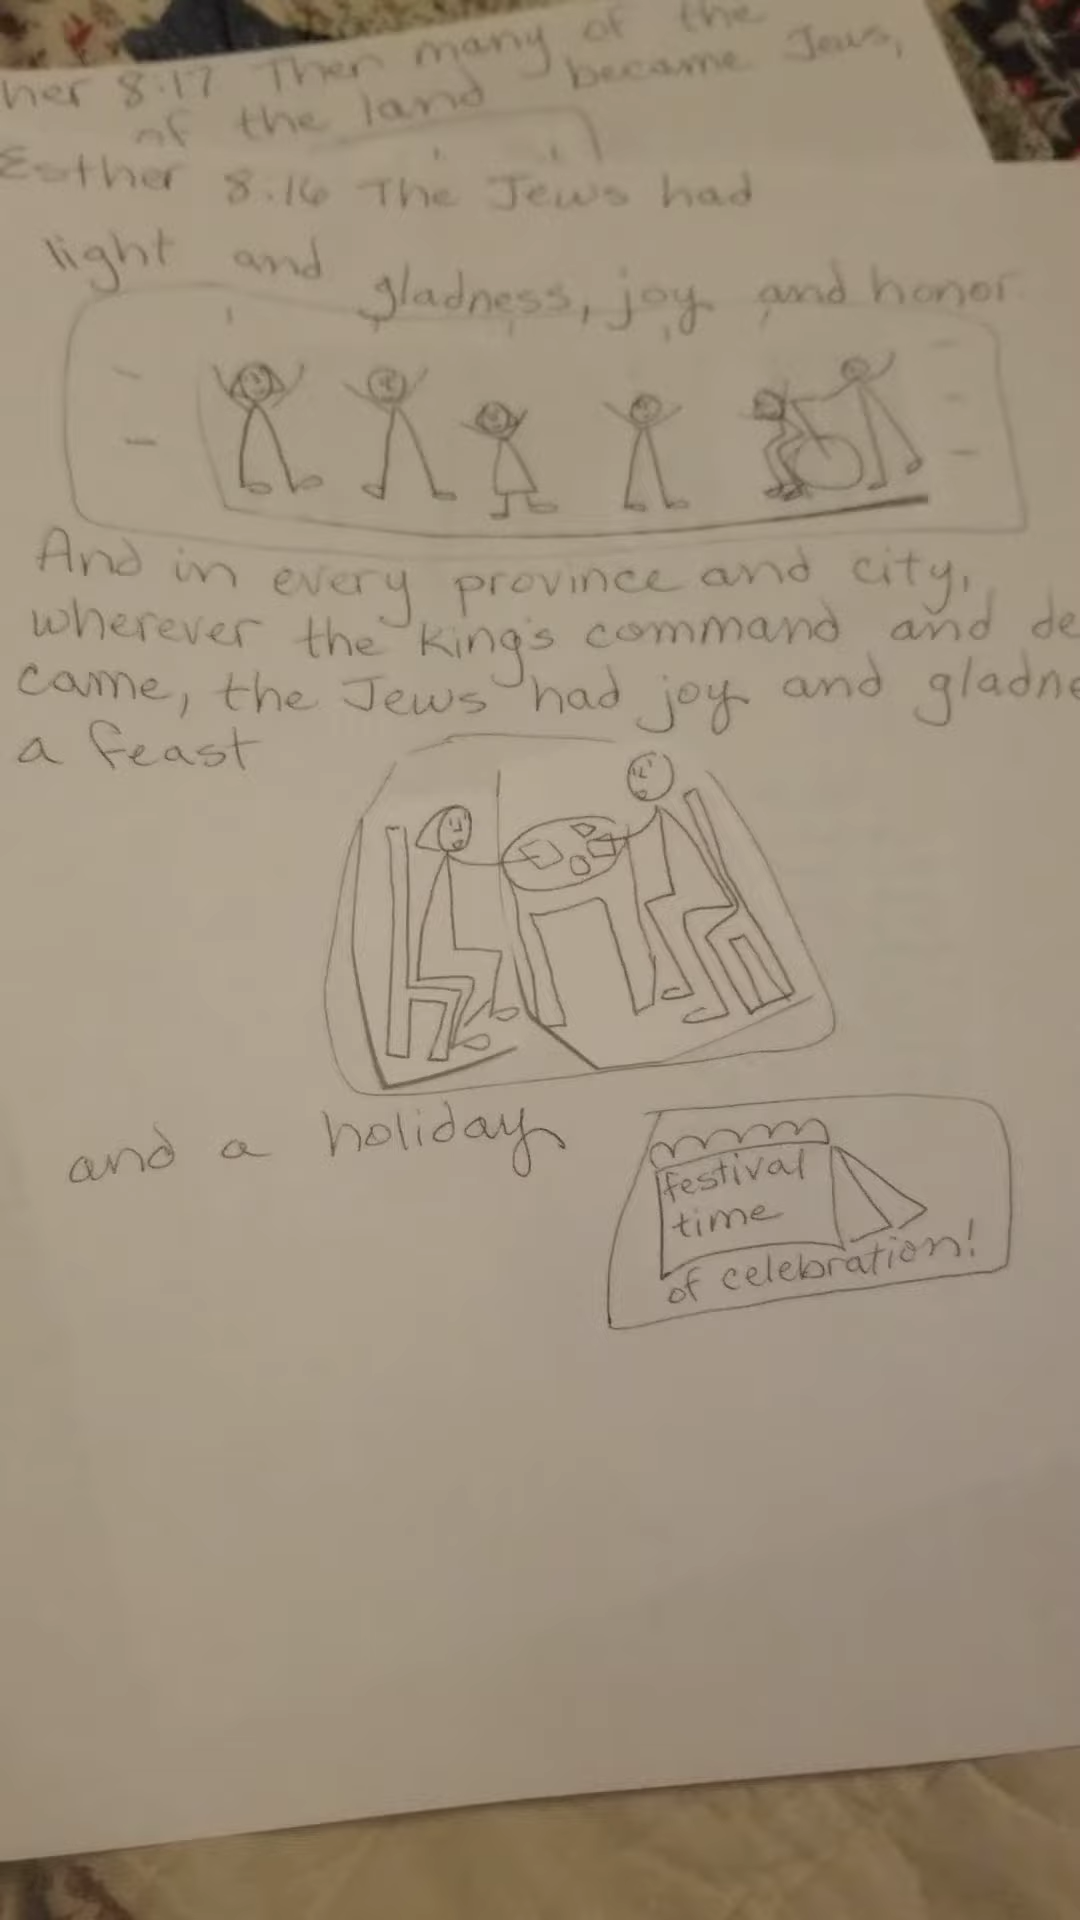 her 8:17 Then many of the
of the land became Jews,
Esther 8:16 The Jews had
light and gladness, joy and honor.
And in every province and city,
wherever the king's command and de
came, the Jews had joy and gladne
a feast
and a holiday
festival
time
of celebration!